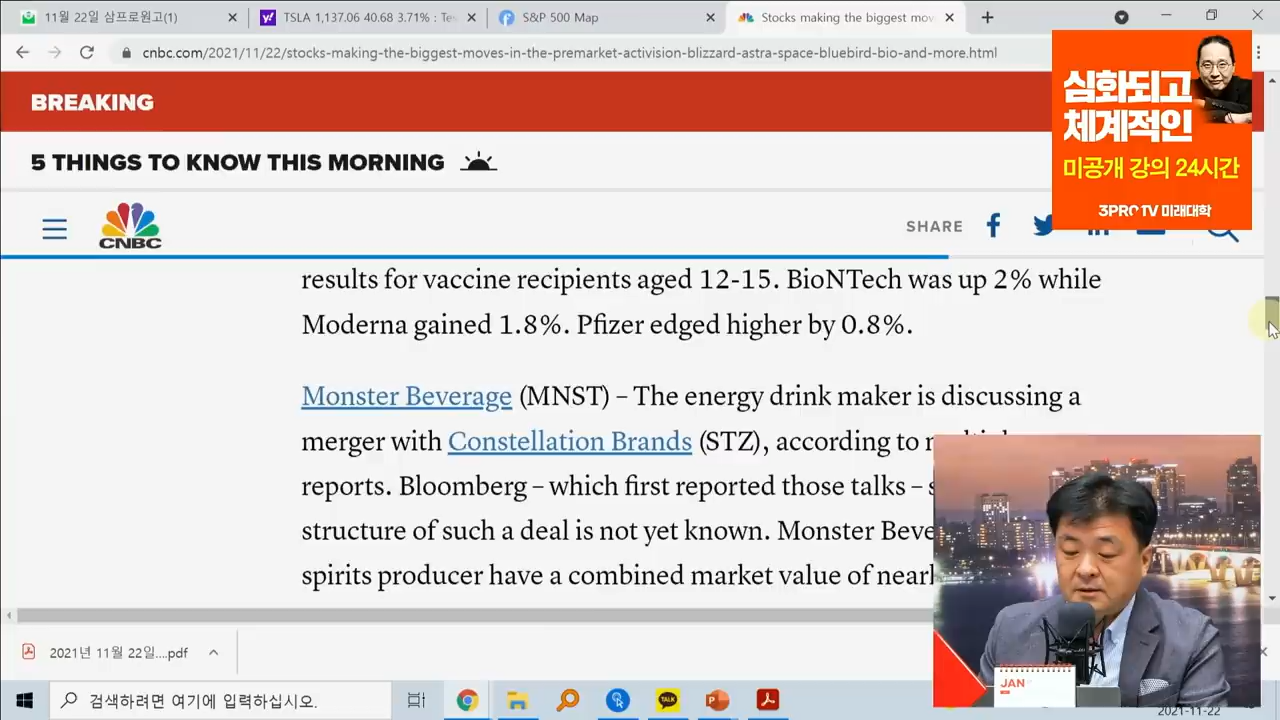 11월 22일 삼프로원고(1)
TSLA 1,137.06 40.68 3.71% : Tes
S&P 500 Map
Stocks making the biggest mov
cnbc.com/2021/11/22/stocks-making-the-biggest-moves-in-the-premarket-activision-blizzard-astra-space-bluebird-bio-and-more.html
심화되고
체계적인
미공개 강의 24시간
3PRO TV 미래대학
BREAKING
5 THINGS TO KNOW THIS MORNING
CNBC
SHARE
results for vaccine recipients aged 12-15. BioNTech was up 2% while
Moderna gained 1.8%. Pfizer edged higher by 0.8%.
Monster Beverage (MNST) – The energy drink maker is discussing a
merger with Constellation Brands (STZ), according to
reports. Bloomberg – which first reported those talks –
structure of such a deal is not yet known. Monster Beve
spirits producer have a combined market value of nearl
JAN
2021년 11월 22일....pdf
검색하려면 여기에 입력하십시오.
TALK
2021-11-22